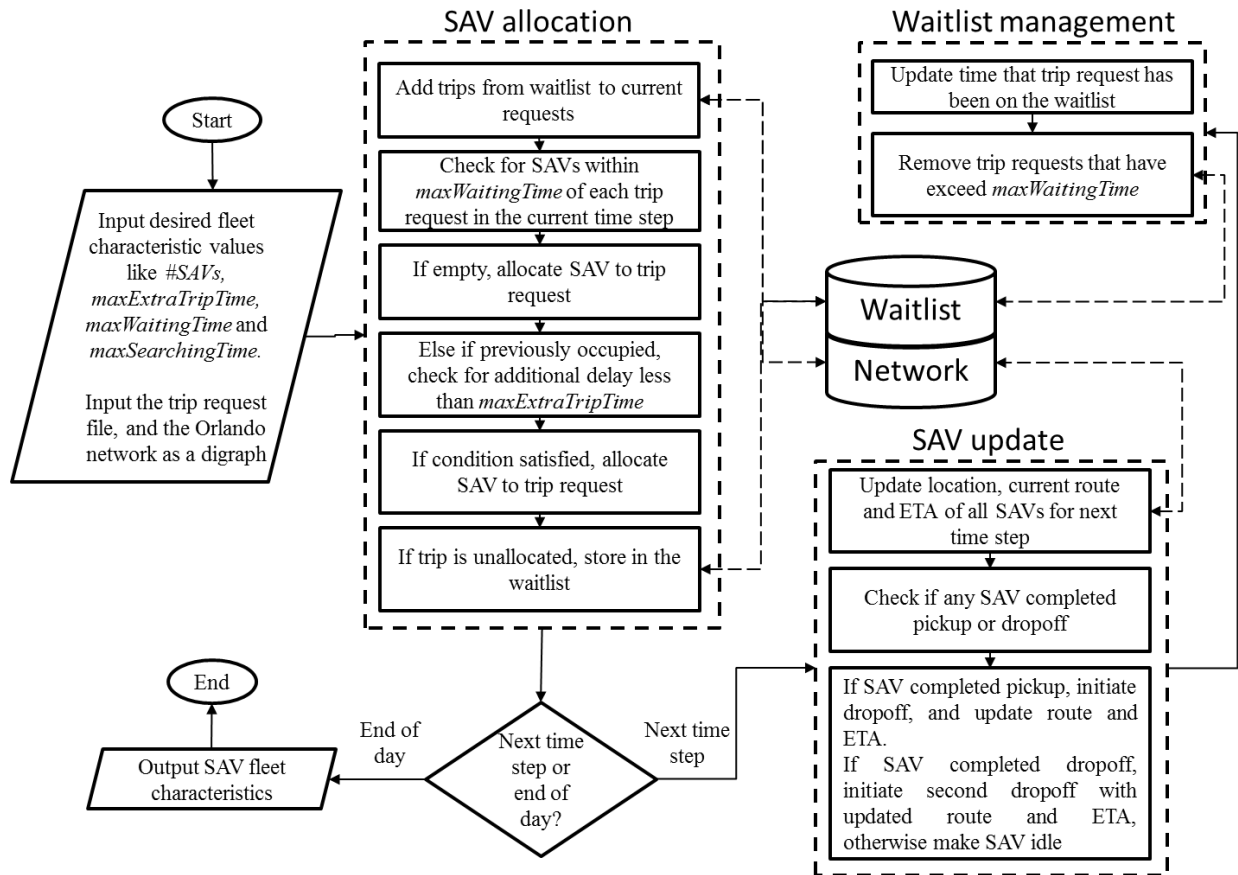 SAV allocation
Waitlist management
Start
Input desired fleet
characteristic values
like #SAVs,
maxExtraTripTime,
maxWaitingTime and
maxSearchingTime.
Input the trip request
file, and the Orlando
network as a digraph
Add trips from waitlist to current
requests
Check for SAVs within
maxWaitingTime of each trip
request in the current time step
If empty, allocate SAV to trip
request
Else if previously occupied,
check for additional delay less
than maxExtraTripTime
If condition satisfied, allocate
SAV to trip request
If trip is unallocated, store in the
waitlist
Update time that trip request has
been on the waitlist
Remove trip requests that have
exceed maxWaitingTime
Waitlist
Network
SAV update
Update location, current route
and ETA of all SAVs for next
time step
Check if any SAV completed
pickup or dropoff
If SAV completed pickup, initiate
dropoff, and update route and
ETA.
If SAV completed dropoff,
initiate second dropoff with
updated route and ETA,
otherwise make SAV idle
Next time
step or
end of
day?
Next time
step
End of
day
Output SAV fleet
characteristics
End